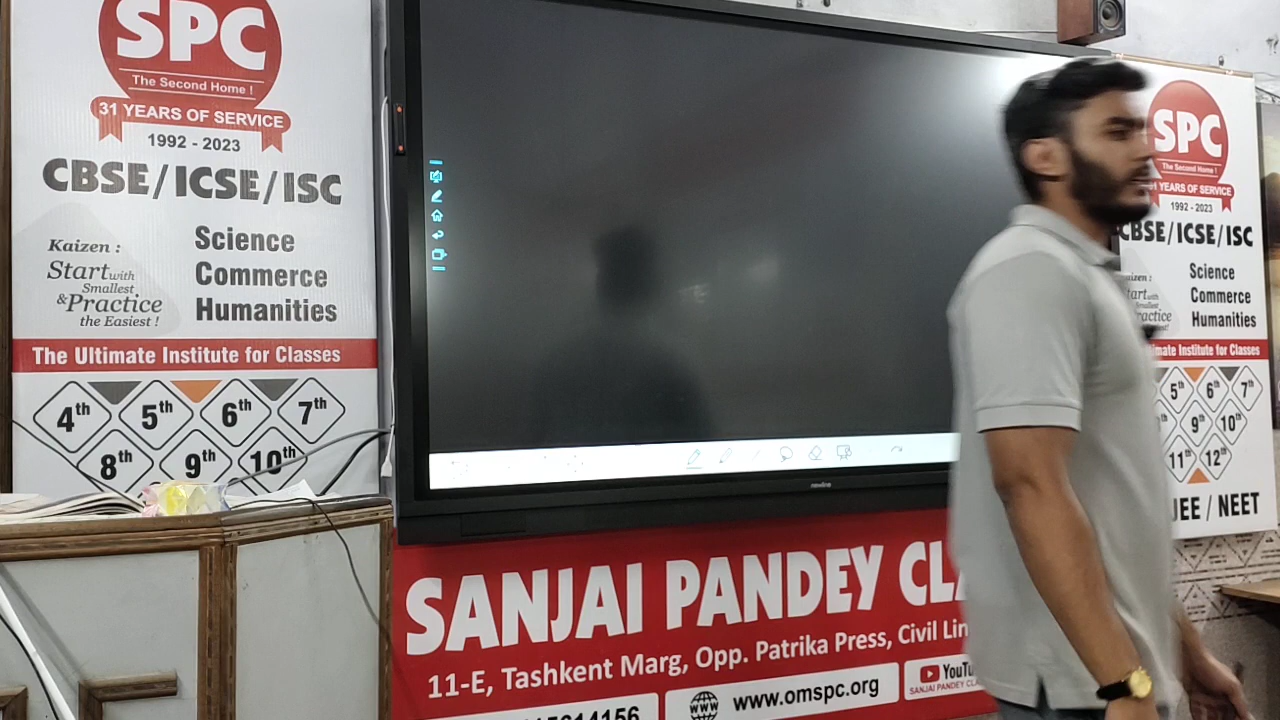 SPC
The Second Home !
31 YEARS OF SERVICE
1992 - 2023
CBSE/ICSE/ISC
Kaizen :
Start with
Smallest
&Practice
the Easiest !
Science
Commerce
Humanities
The Ultimate Institute for Classes
4th 5th 6th 7th
8th 9th 10th
newline
SANJAI PANDEY
11-E, Tashkent Marg, Opp. Patrika Press, Civil
www.omspc.org
SANJAI PANDEY
SPC
The Second Home !
YEARS OF SERVICE
1992 - 2023
CBSE/ICSE/ISC
Science
Commerce
Humanities
Institute for Classes
5th 6th 7th
9th 10th
11th 12th
JEE / NEET